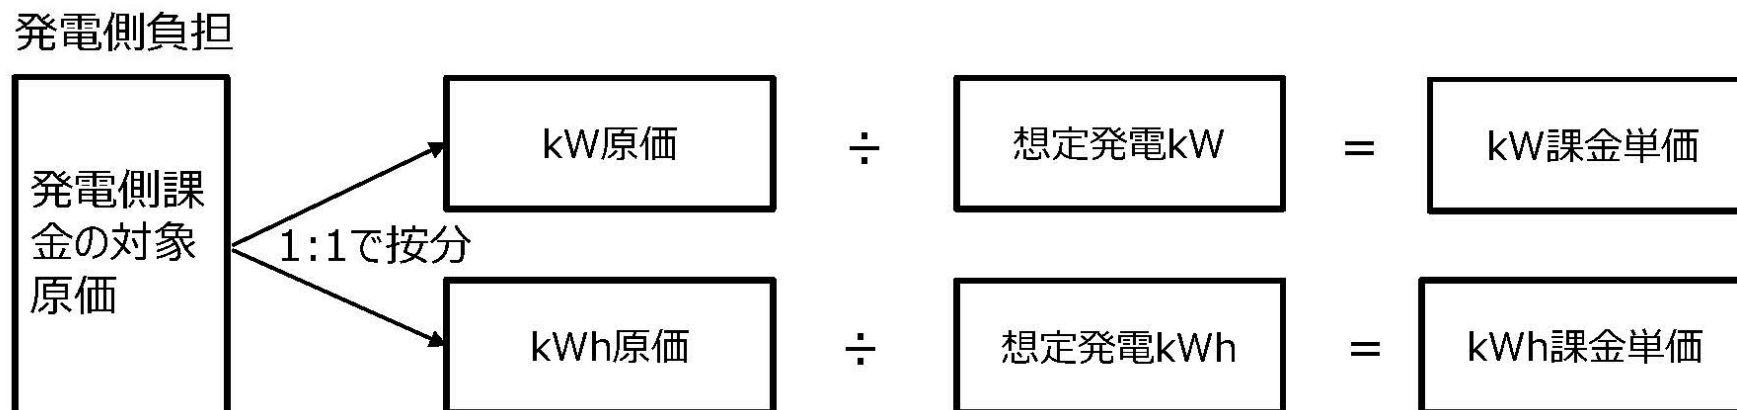 発電側負担
発電側課
金の対象
原価
1:1で按分
kW原価 ÷ 想定発電kW = kW課金単価
kWh原価 ÷ 想定発電kWh = kWh課金単価